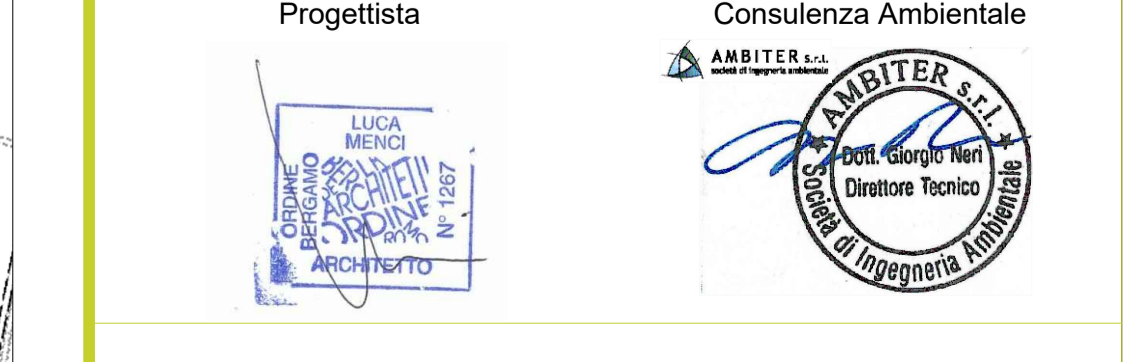 Progettista
Consulenza Ambientale
LUCA
MENCI
ORDINE
BERGAMO
ARCHITETTI
ORDINE
N° 1267
ARCHITETTO
AMBITER s.r.l.
società di ingegneria ambientale
AMBITER s.r.l.
Dott. Giorgio Neri
Direttore Tecnico
Società di Ingegneria Ambientale